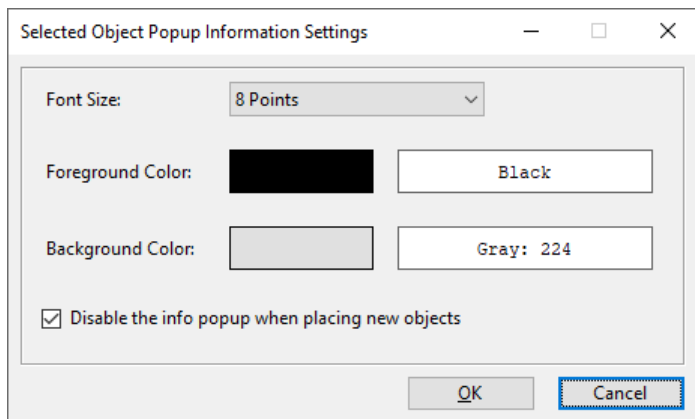 Selected Object Popup Information Settings
Font Size: 8 Points
Foreground Color: Black
Background Color: Gray: 224
Disable the info popup when placing new objects
OK Cancel